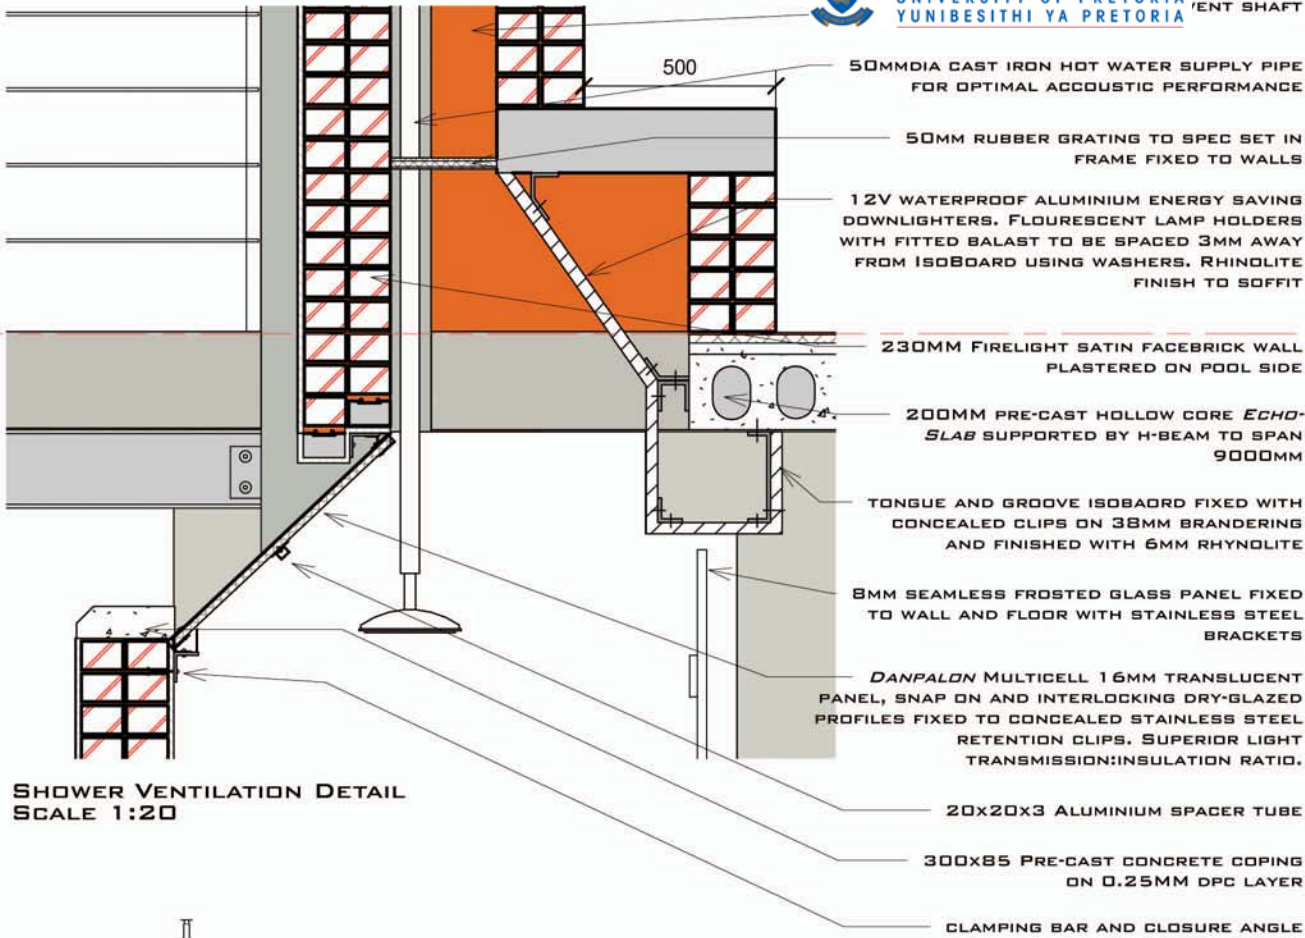 YUNIBESITHI YA PRETORIA
VENT SHAFT
500
50MMDIA CAST IRON HOT WATER SUPPLY PIPE
FOR OPTIMAL ACCOUSTIC PERFORMANCE
50MM RUBBER GRATING TO SPEC SET IN
FRAME FIXED TO WALLS
12V WATERPROOF ALUMINIUM ENERGY SAVING
DOWNLIGHTERS. FLOURESCENT LAMP HOLDERS
WITH FITTED BALAST TO BE SPACED 3MM AWAY
FROM ISOBOARD USING WASHERS. RHINOLITE
FINISH TO SOFFIT
230MM FIRELIGHT SATIN FACEBRICK WALL
PLASTERED ON POOL SIDE
200MM PRE-CAST HOLLOW CORE ECHO-
SLAB SUPPORTED BY H-BEAM TO SPAN
9000MM
TONGUE AND GROOVE ISOBAORD FIXED WITH
CONCEALED CLIPS ON 38MM BRANDERING
AND FINISHED WITH 6MM RHYNOLITE
8MM SEAMLESS FROSTED GLASS PANEL FIXED
TO WALL AND FLOOR WITH STAINLESS STEEL
BRACKETS
DANPALON MULTICELL 16MM TRANSLUCENT
PANEL, SNAP ON AND INTERLOCKING DRY-GLAZED
PROFILES FIXED TO CONCEALED STAINLESS STEEL
RETENTION CLIPS. SUPERIOR LIGHT
TRANSMISSION:INSULATION RATIO.
SHOWER VENTILATION DETAIL
SCALE 1:20
20X20X3 ALUMINIUM SPACER TUBE
300X85 PRE-CAST CONCRETE COPING
ON 0.25MM DPC LAYER
CLAMPING BAR AND CLOSURE ANGLE